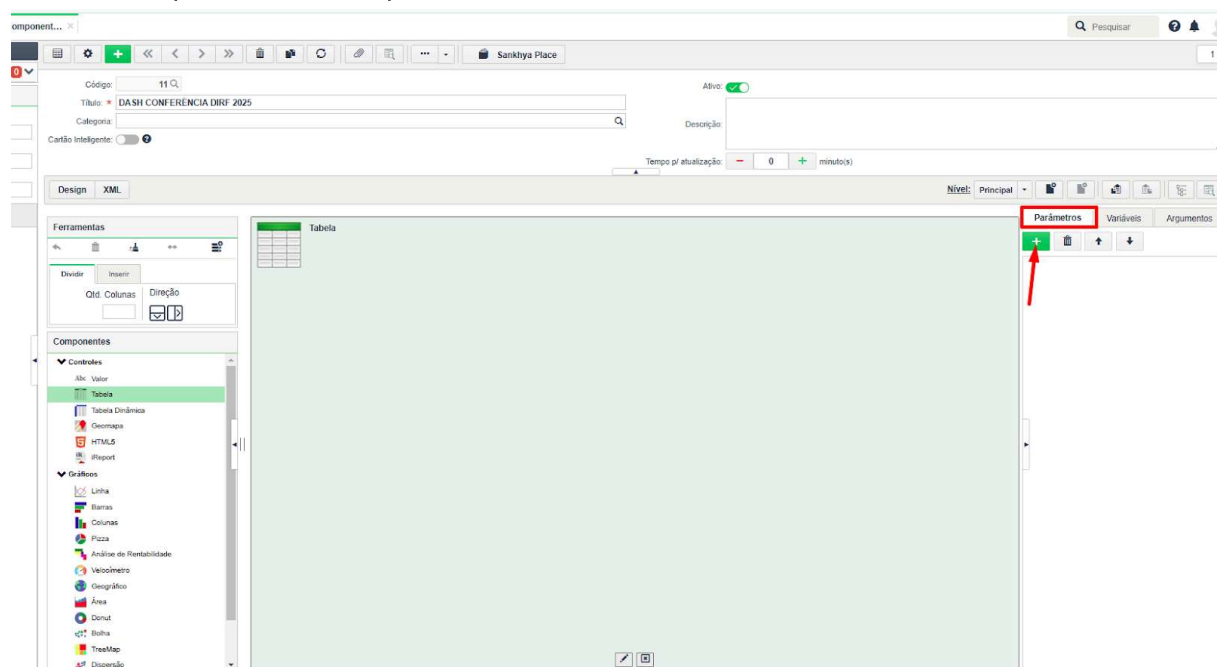 omponent... ×
Pesquisar
Sankhya Place
1
0
Código: 11
Ativo:
Título: * DASH CONFERÊNCIA DIRF 2025
Categoria:
Descrição:
Cartão Inteligente:
Tempo p/ atualização: − 0 + minuto(s)
Design XML
Nível: Principal
Ferramentas
Tabela
Parâmetros Variáveis Argumentos
Dividir Inserir
Qtd. Colunas Direção
Componentes
Controles
Abc Valor
Tabela
Tabela Dinâmica
Geomapa
HTML5
iReport
Gráficos
Linha
Barras
Colunas
Pizza
Análise de Rentabilidade
Velocímetro
Geográfico
Área
Donut
Bolha
TreeMap
Dispersão